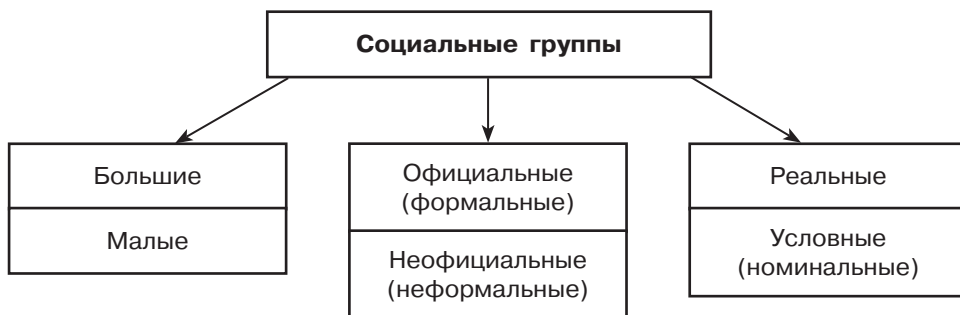 Социальные группы
Большие
Малые
Официальные
(формальные)
Неофициальные
(неформальные)
Реальные
Условные
(номинальные)